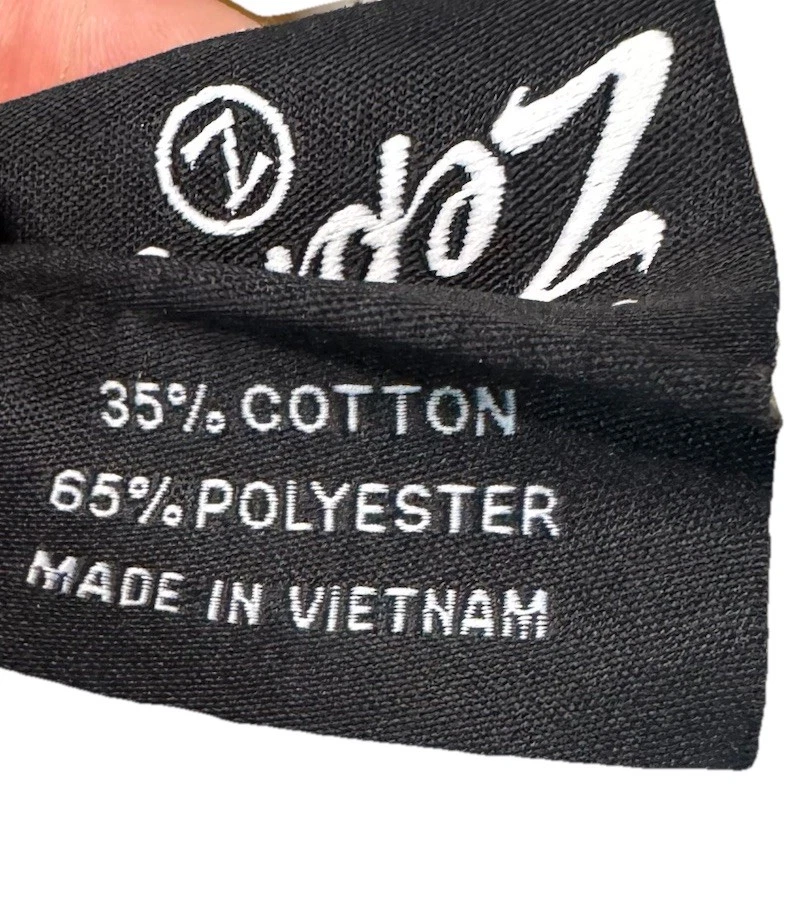 35% COTTON
65% POLYESTER
MADE IN VIETNAM